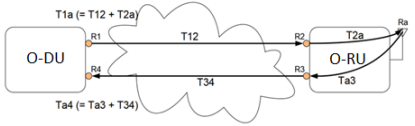 T1a (= T12 + T2a)
R1
T12
R2
T2a
Ra
O-DU
O-RU
R4
T34
R3
Ta3
Ta4 (= Ta3 + T34)